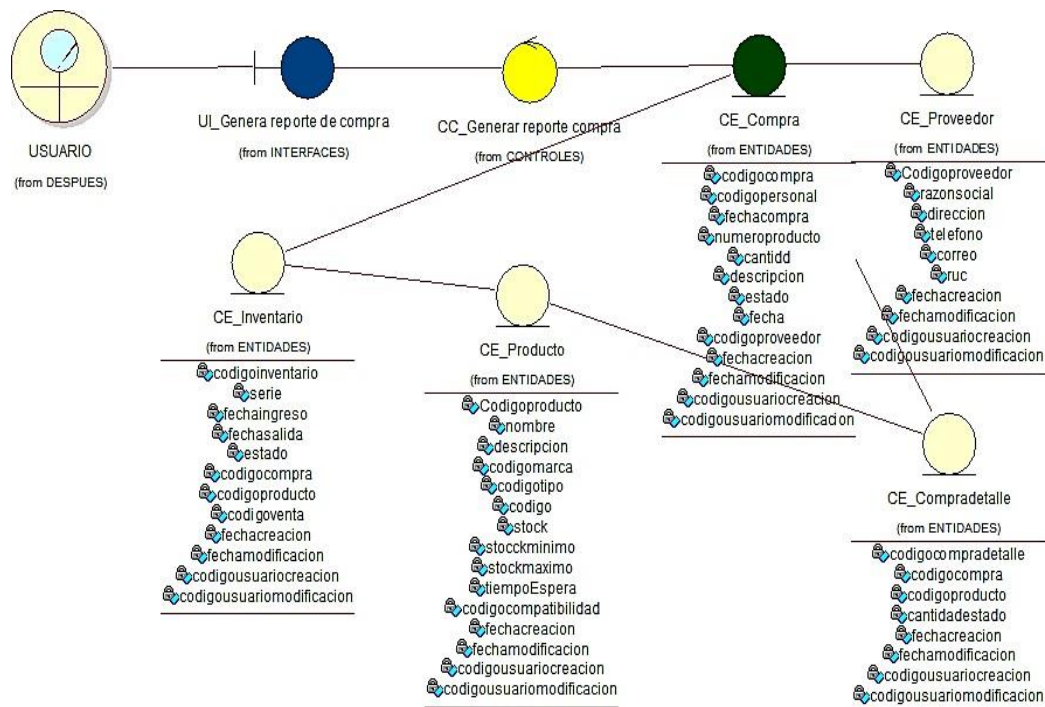 USUARIO
(from DESPUES)
UI_Genera reporte de compra
(from INTERFACES)
CC_Generar reporte compra
(from CONTROLES)
CE_Compra
(from ENTIDADES)
codigocompra
codigopersonal
fechacompra
numeroproducto
cantidd
descripcion
estado
fecha
codigoproveedor
fechacreacion
fechamodificacion
codigousuariocreacion
codigousuariomodificacion
CE_Proveedor
(from ENTIDADES)
Codigoproveedor
razonsocial
direccion
telefono
correo
ruc
fechacreacion
fechamodificacion
codigousuariocreacion
codigousuariomodificacion
CE_Inventario
(from ENTIDADES)
codigoinventario
serie
fechaingreso
fechasalida
estado
codigocompra
codigoproducto
codigoventa
fechacreacion
fechamodificacion
codigousuariocreacion
codigousuariomodificacion
CE_Producto
(from ENTIDADES)
Codigoproducto
nombre
descripcion
codigomarca
codigotipo
codigo
stock
stocckminimo
stockmaximo
tiempoEspera
codigocompatibilidad
fechacreacion
fechamodificacion
codigousuariocreacion
codigousuariomodificacion
CE_Compradetalle
(from ENTIDADES)
codigocompradetalle
codigocompra
codigoproducto
cantidadestado
fechacreacion
fechamodificacion
codigousuariocreacion
codigousuariomodificacion